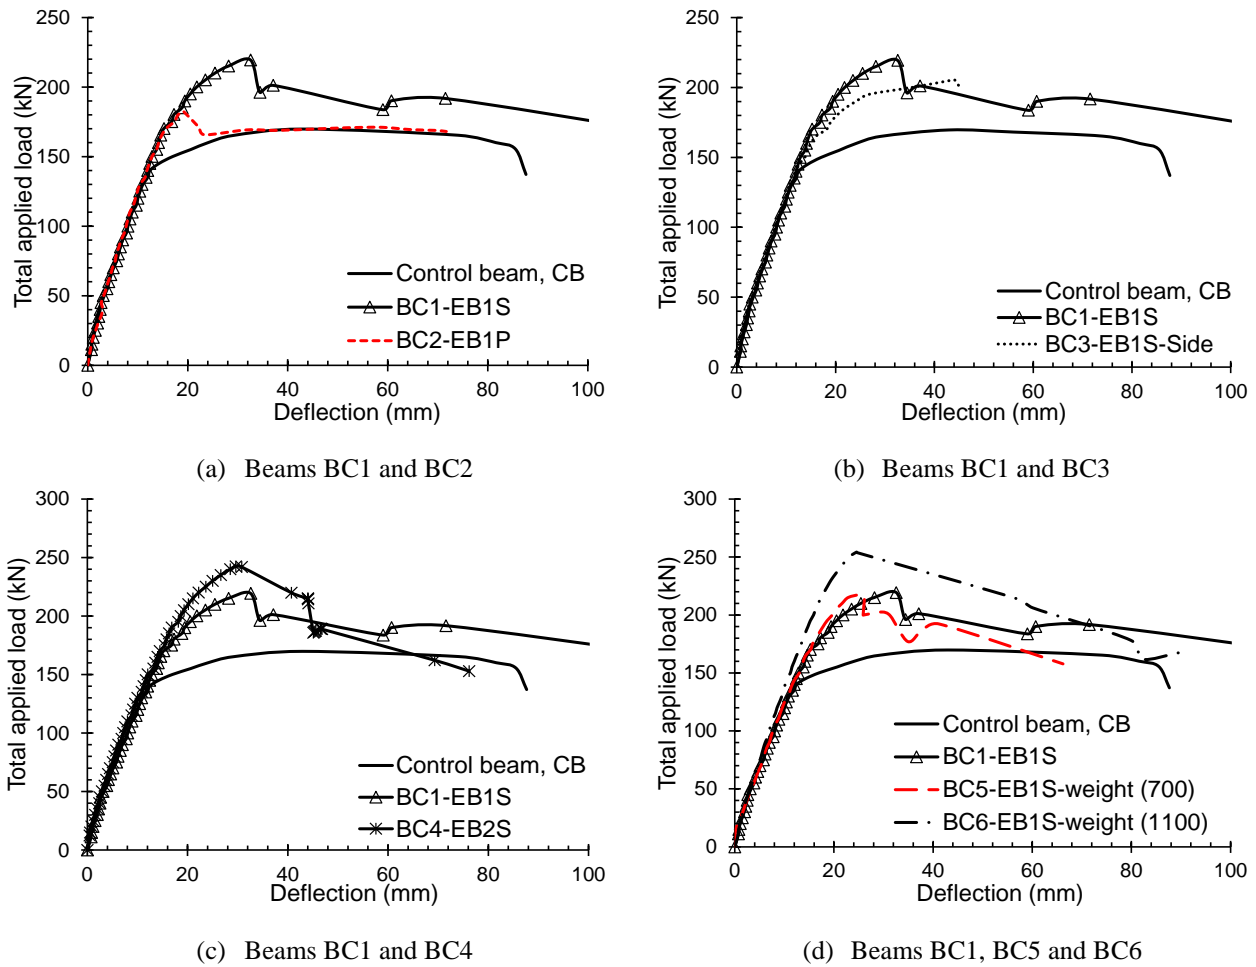 250
200
150
100
50
0
Total applied load (kN)
0 20 40 60 80 100
Deflection (mm)
Control beam, CB
BC1-EB1S
BC2-EB1P
(a) Beams BC1 and BC2
250
200
150
100
50
0
Total applied load (kN)
0 20 40 60 80 100
Deflection (mm)
Control beam, CB
BC1-EB1S
BC3-EB1S-Side
(b) Beams BC1 and BC3
300
250
200
150
100
50
0
Total applied load (kN)
0 20 40 60 80 100
Deflection (mm)
Control beam, CB
BC1-EB1S
BC4-EB2S
(c) Beams BC1 and BC4
300
250
200
150
100
50
0
Total applied load (kN)
0 20 40 60 80 100
Deflection (mm)
Control beam, CB
BC1-EB1S
BC5-EB1S-weight (700)
BC6-EB1S-weight (1100)
(d) Beams BC1, BC5 and BC6